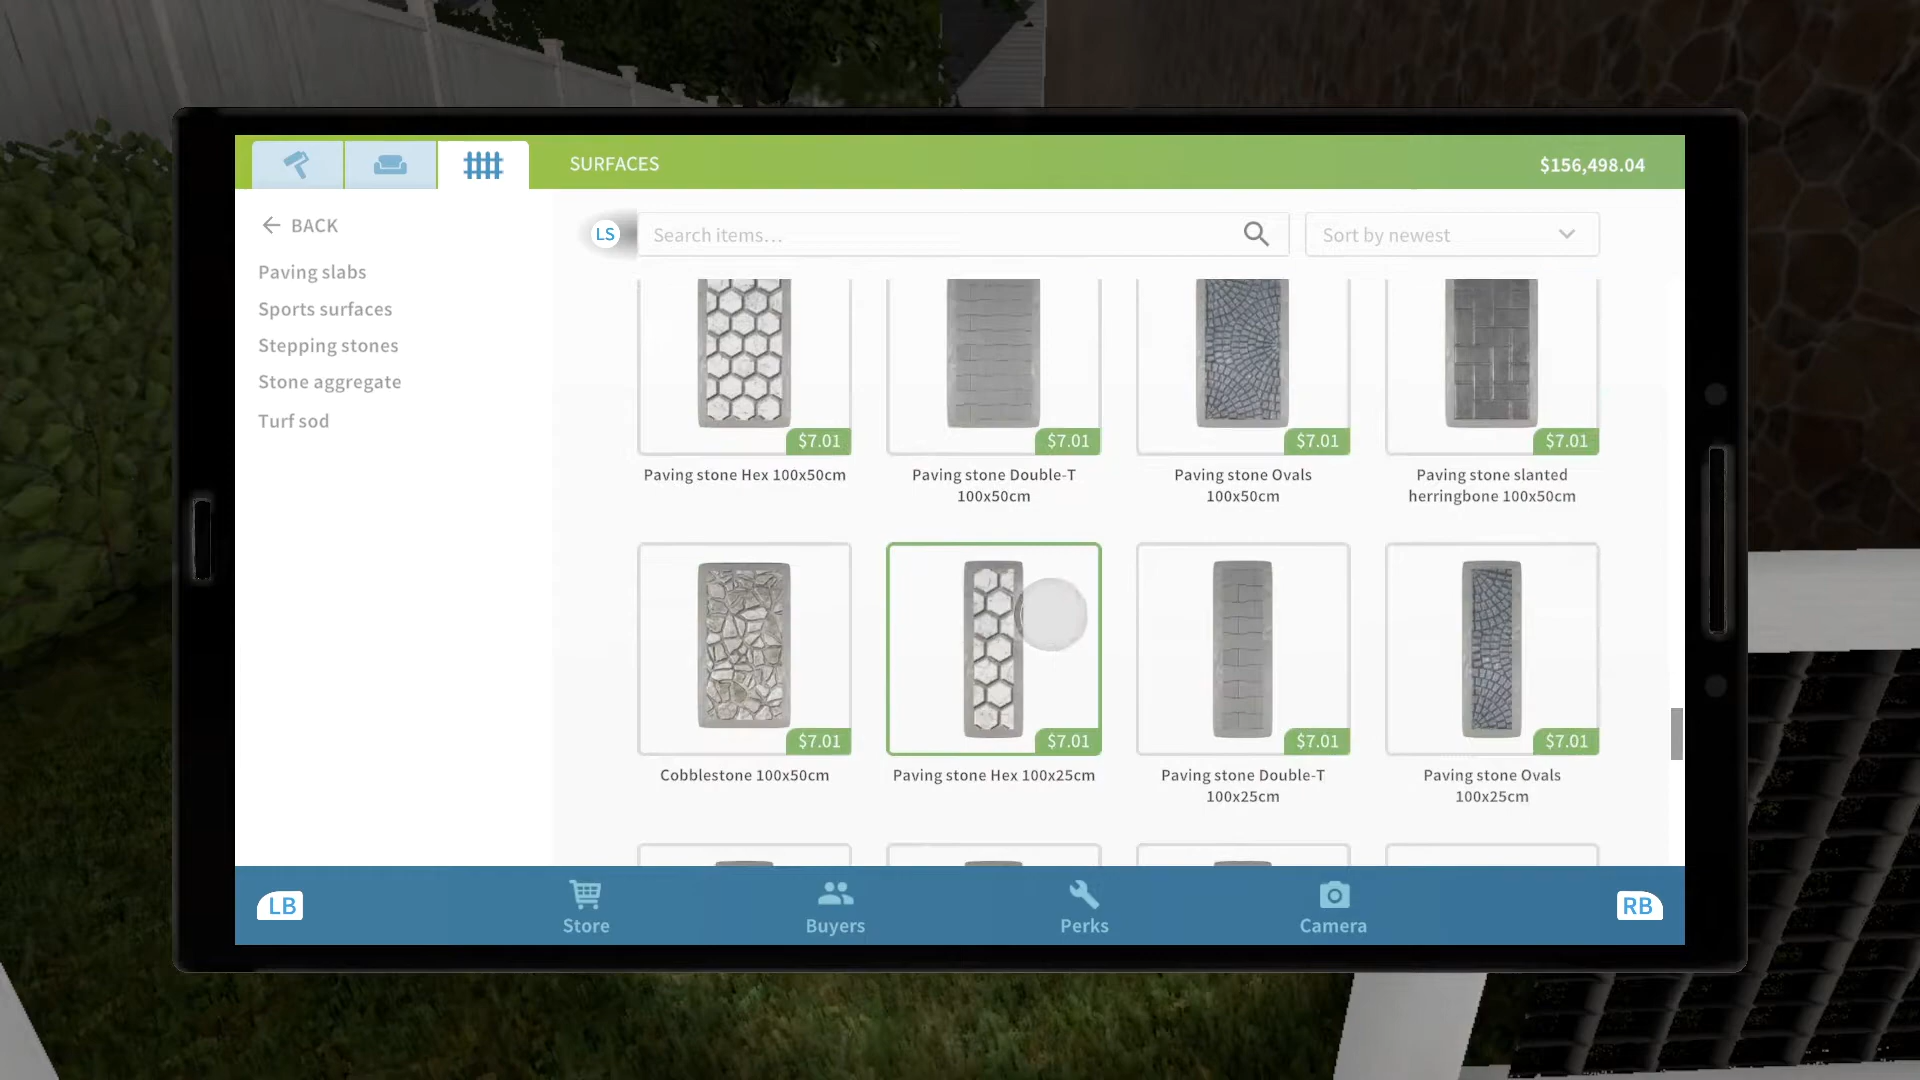 SURFACES
$156,498.04
BACK
LS
Search items...
Sort by newest
Paving slabs
Sports surfaces
Stepping stones
Stone aggregate
Turf sod
$7.01
$7.01
$7.01
$7.01
Paving stone Hex 100x50cm
Paving stone Double-T
100x50cm
Paving stone Ovals
100x50cm
Paving stone slanted
herringbone 100x50cm
$7.01
$7.01
$7.01
$7.01
Cobblestone 100x50cm
Paving stone Hex 100x25cm
Paving stone Double-T
100x25cm
Paving stone Ovals
100x25cm
LB
Store
Buyers
Perks
Camera
RB